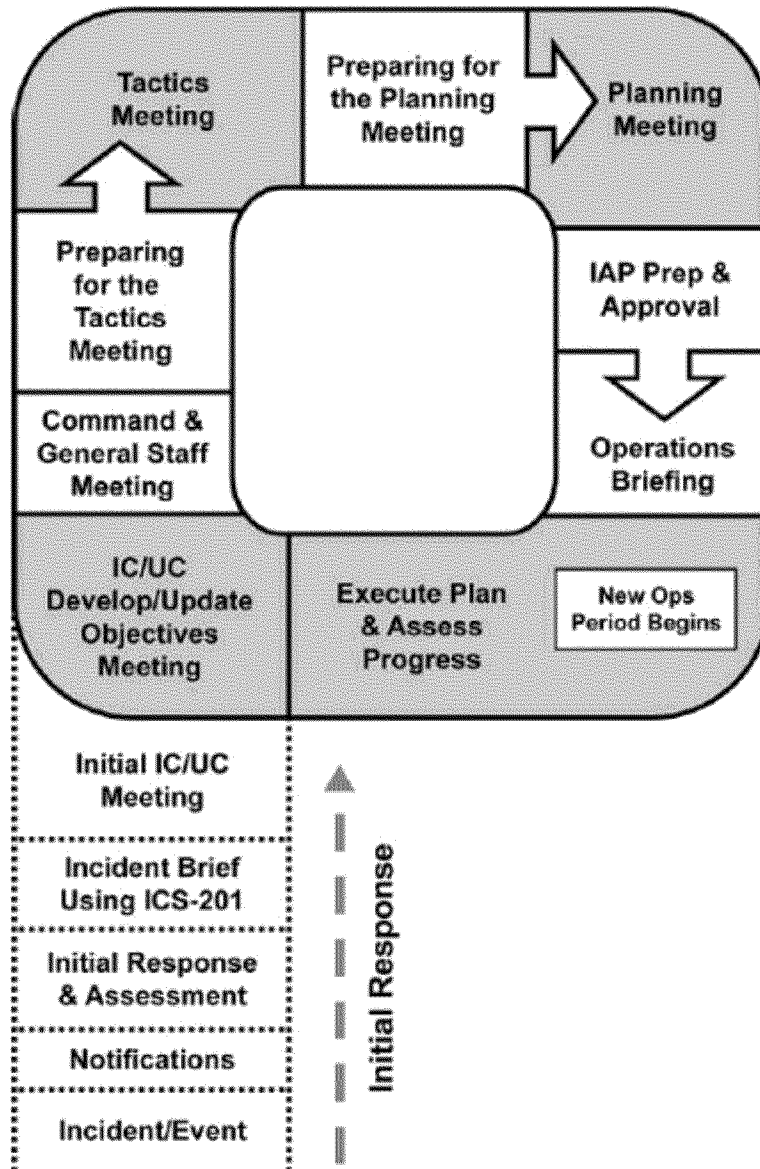 Tactics
Meeting
Preparing for
the Planning
Meeting
Planning
Meeting
Preparing
for the
Tactics
Meeting
IAP Prep &
Approval
Command &
General Staff
Meeting
Operations
Briefing
IC/UC
Develop/Update
Objectives
Meeting
Execute Plan
& Assess
Progress
New Ops
Period Begins
Initial IC/UC
Meeting
Incident Brief
Using ICS-201
Initial Response
& Assessment
Notifications
Incident/Event
Initial Response